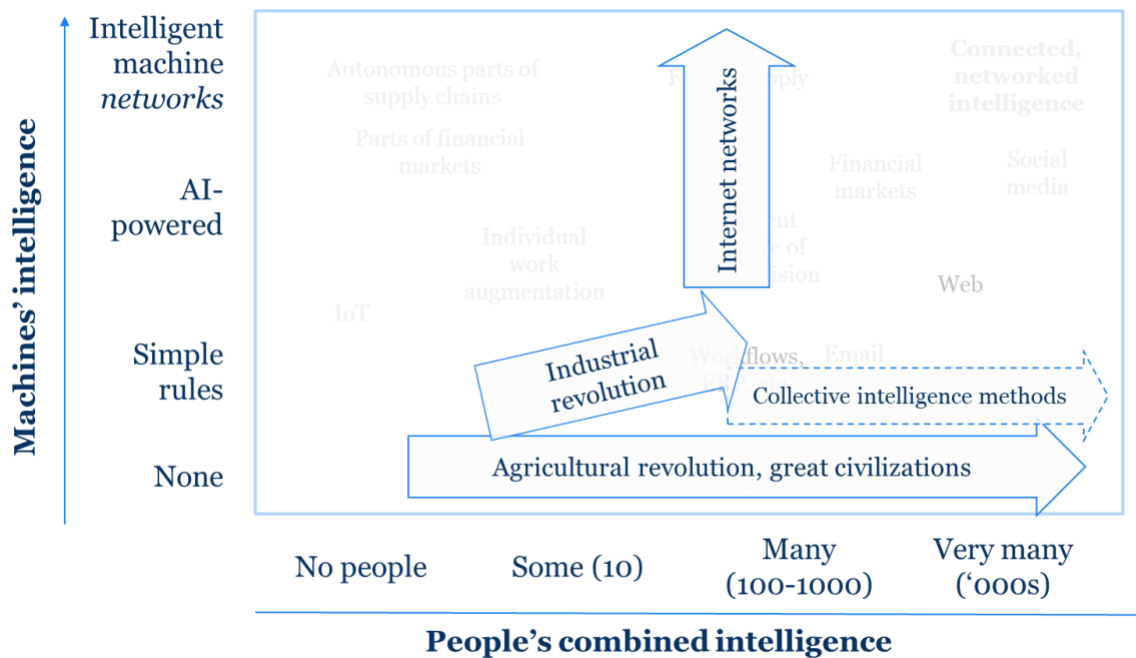 Intelligent
machine
networks
AI-
powered
Simple
rules
None
Machines' intelligence
Autonomous parts of
supply chains
Parts of financial
markets
Individual
work
augmentation
IoT
Connected,
networked
intelligence
Financial
markets
Social
media
Web
Workflows,
Email
Internet networks
Industrial
revolution
Collective intelligence methods
Agricultural revolution, great civilizations
No people
Some (10)
Many
(100-1000)
Very many
(‘000s)
People’s combined intelligence